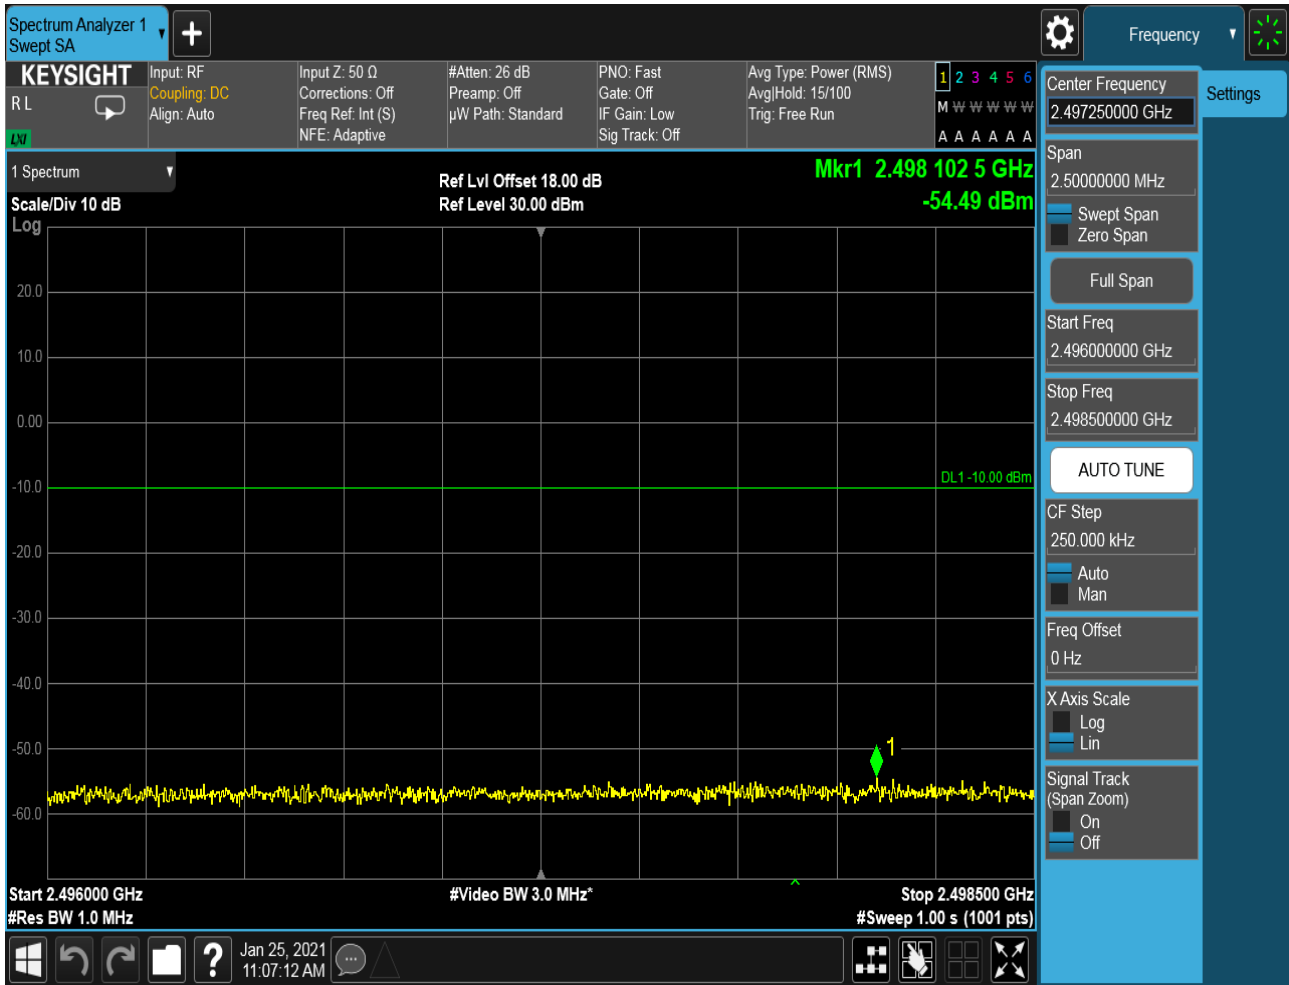 Spectrum Analyzer 1
Swept SA
Frequency
KEYSIGHT
R L
LXI
Input: RF
Coupling: DC
Align: Auto
Input Z: 50 Ω
Corrections: Off
Freq Ref: Int (S)
NFE: Adaptive
#Atten: 26 dB
Preamp: Off
µW Path: Standard
PNO: Fast
Gate: Off
IF Gain: Low
Sig Track: Off
Avg Type: Power (RMS)
Avg|Hold: 15/100
Trig: Free Run
1 2 3 4 5 6
M W W W W W
A A A A A A
1 Spectrum
Scale/Div 10 dB
Log
Ref Lvl Offset 18.00 dB
Ref Level 30.00 dBm
Mkr1 2.498 102 5 GHz
-54.49 dBm
20.0
10.0
0.00
-10.0
DL1 -10.00 dBm
-20.0
-30.0
-40.0
-50.0
1
-60.0
Start 2.496000 GHz
#Res BW 1.0 MHz
#Video BW 3.0 MHz*
Stop 2.498500 GHz
#Sweep 1.00 s (1001 pts)
Jan 25, 2021
11:07:12 AM
?
Center Frequency
2.497250000 GHz
Settings
Span
2.50000000 MHz
Swept Span
Zero Span
Full Span
Start Freq
2.496000000 GHz
Stop Freq
2.498500000 GHz
AUTO TUNE
CF Step
250.000 kHz
Auto
Man
Freq Offset
0 Hz
X Axis Scale
Log
Lin
Signal Track
(Span Zoom)
On
Off